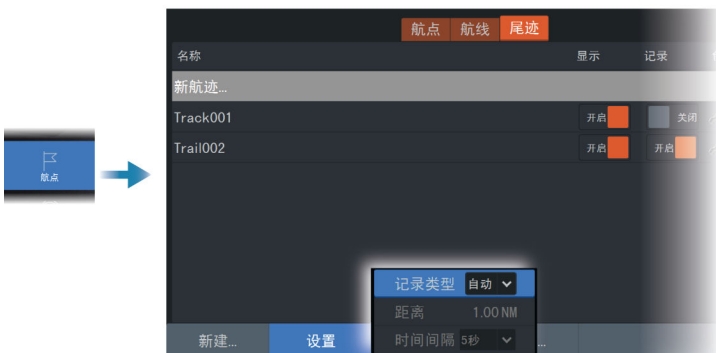 航点 航线 尾迹
名称 显示 记录
新航迹...
Track001 开启 关闭
Trail002 开启 开启
航点
记录类型 自动
距离 1.00 NM
时间间隔 5秒
新建... 设置 ...